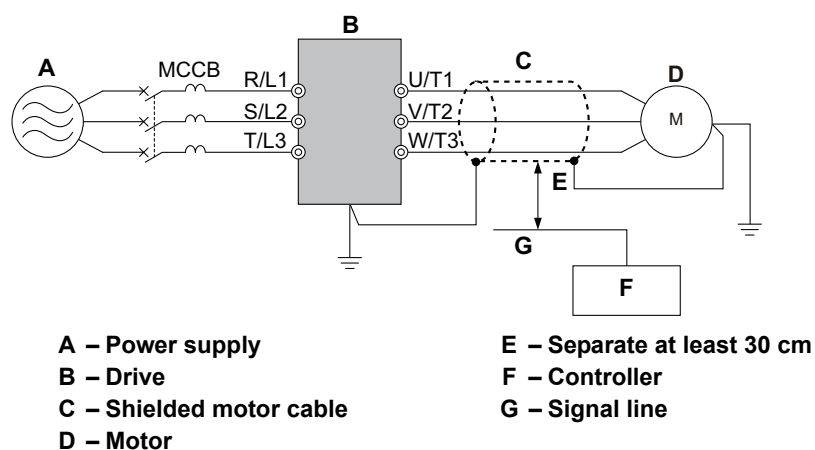 B
A
MCCB
C
D
R/L1
U/T1
S/L2
V/T2
M
T/L3
W/T3
E
G
F
A – Power supply
B – Drive
C – Shielded motor cable
D – Motor
E – Separate at least 30 cm
F – Controller
G – Signal line